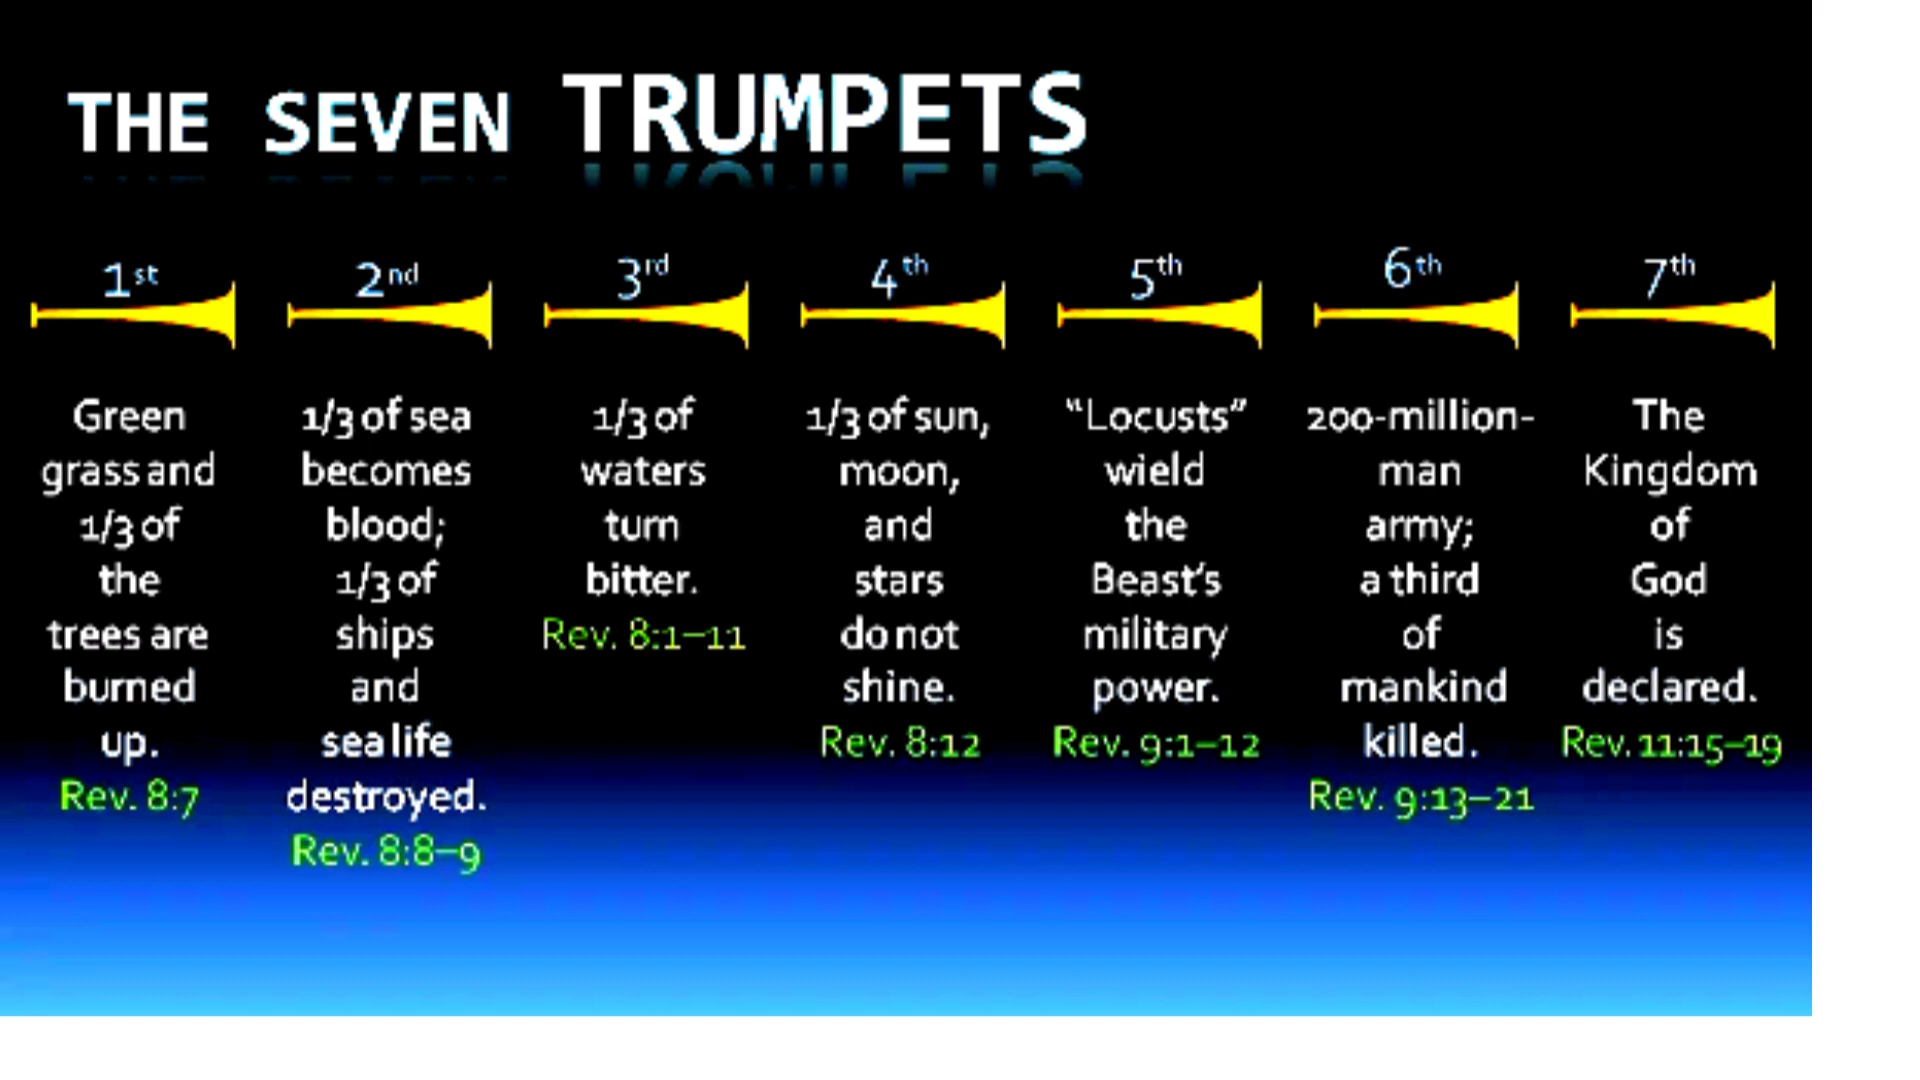 THE SEVEN TRUMPETS
1st
Green
grass and
1/3 of
the
trees are
burned
up.
Rev. 8:7
2nd
1/3 of sea
becomes
blood;
1/3 of
ships
and
sea life
destroyed.
Rev. 8:8–9
3rd
1/3 of
waters
turn
bitter.
Rev. 8:1–11
4th
1/3 of sun,
moon,
and
stars
do not
shine.
Rev. 8:12
5th
“Locusts”
wield
the
Beast’s
military
power.
Rev. 9:1–12
6th
200-million-
man
army;
a third
of
mankind
killed.
Rev. 9:13–21
7th
The
Kingdom
of
God
is
declared.
Rev. 11:15–19